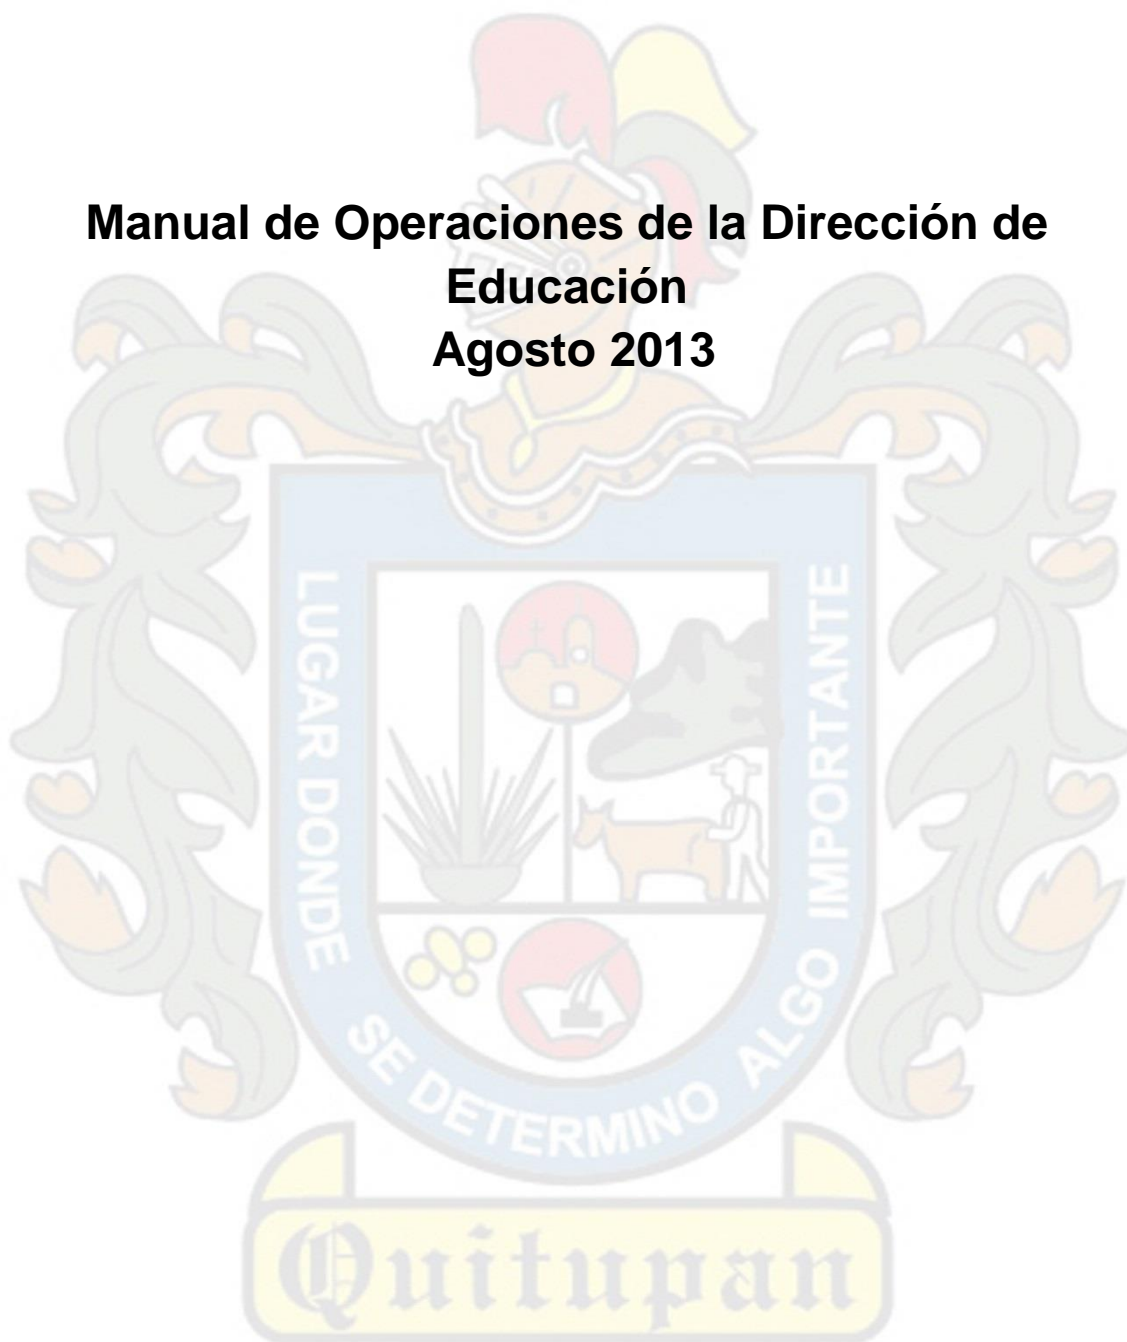 Manual de Operaciones de la Dirección de
Educación
Agosto 2013
LUGAR DONDE SE DETERMINO ALGO IMPORTANTE
Quitupan